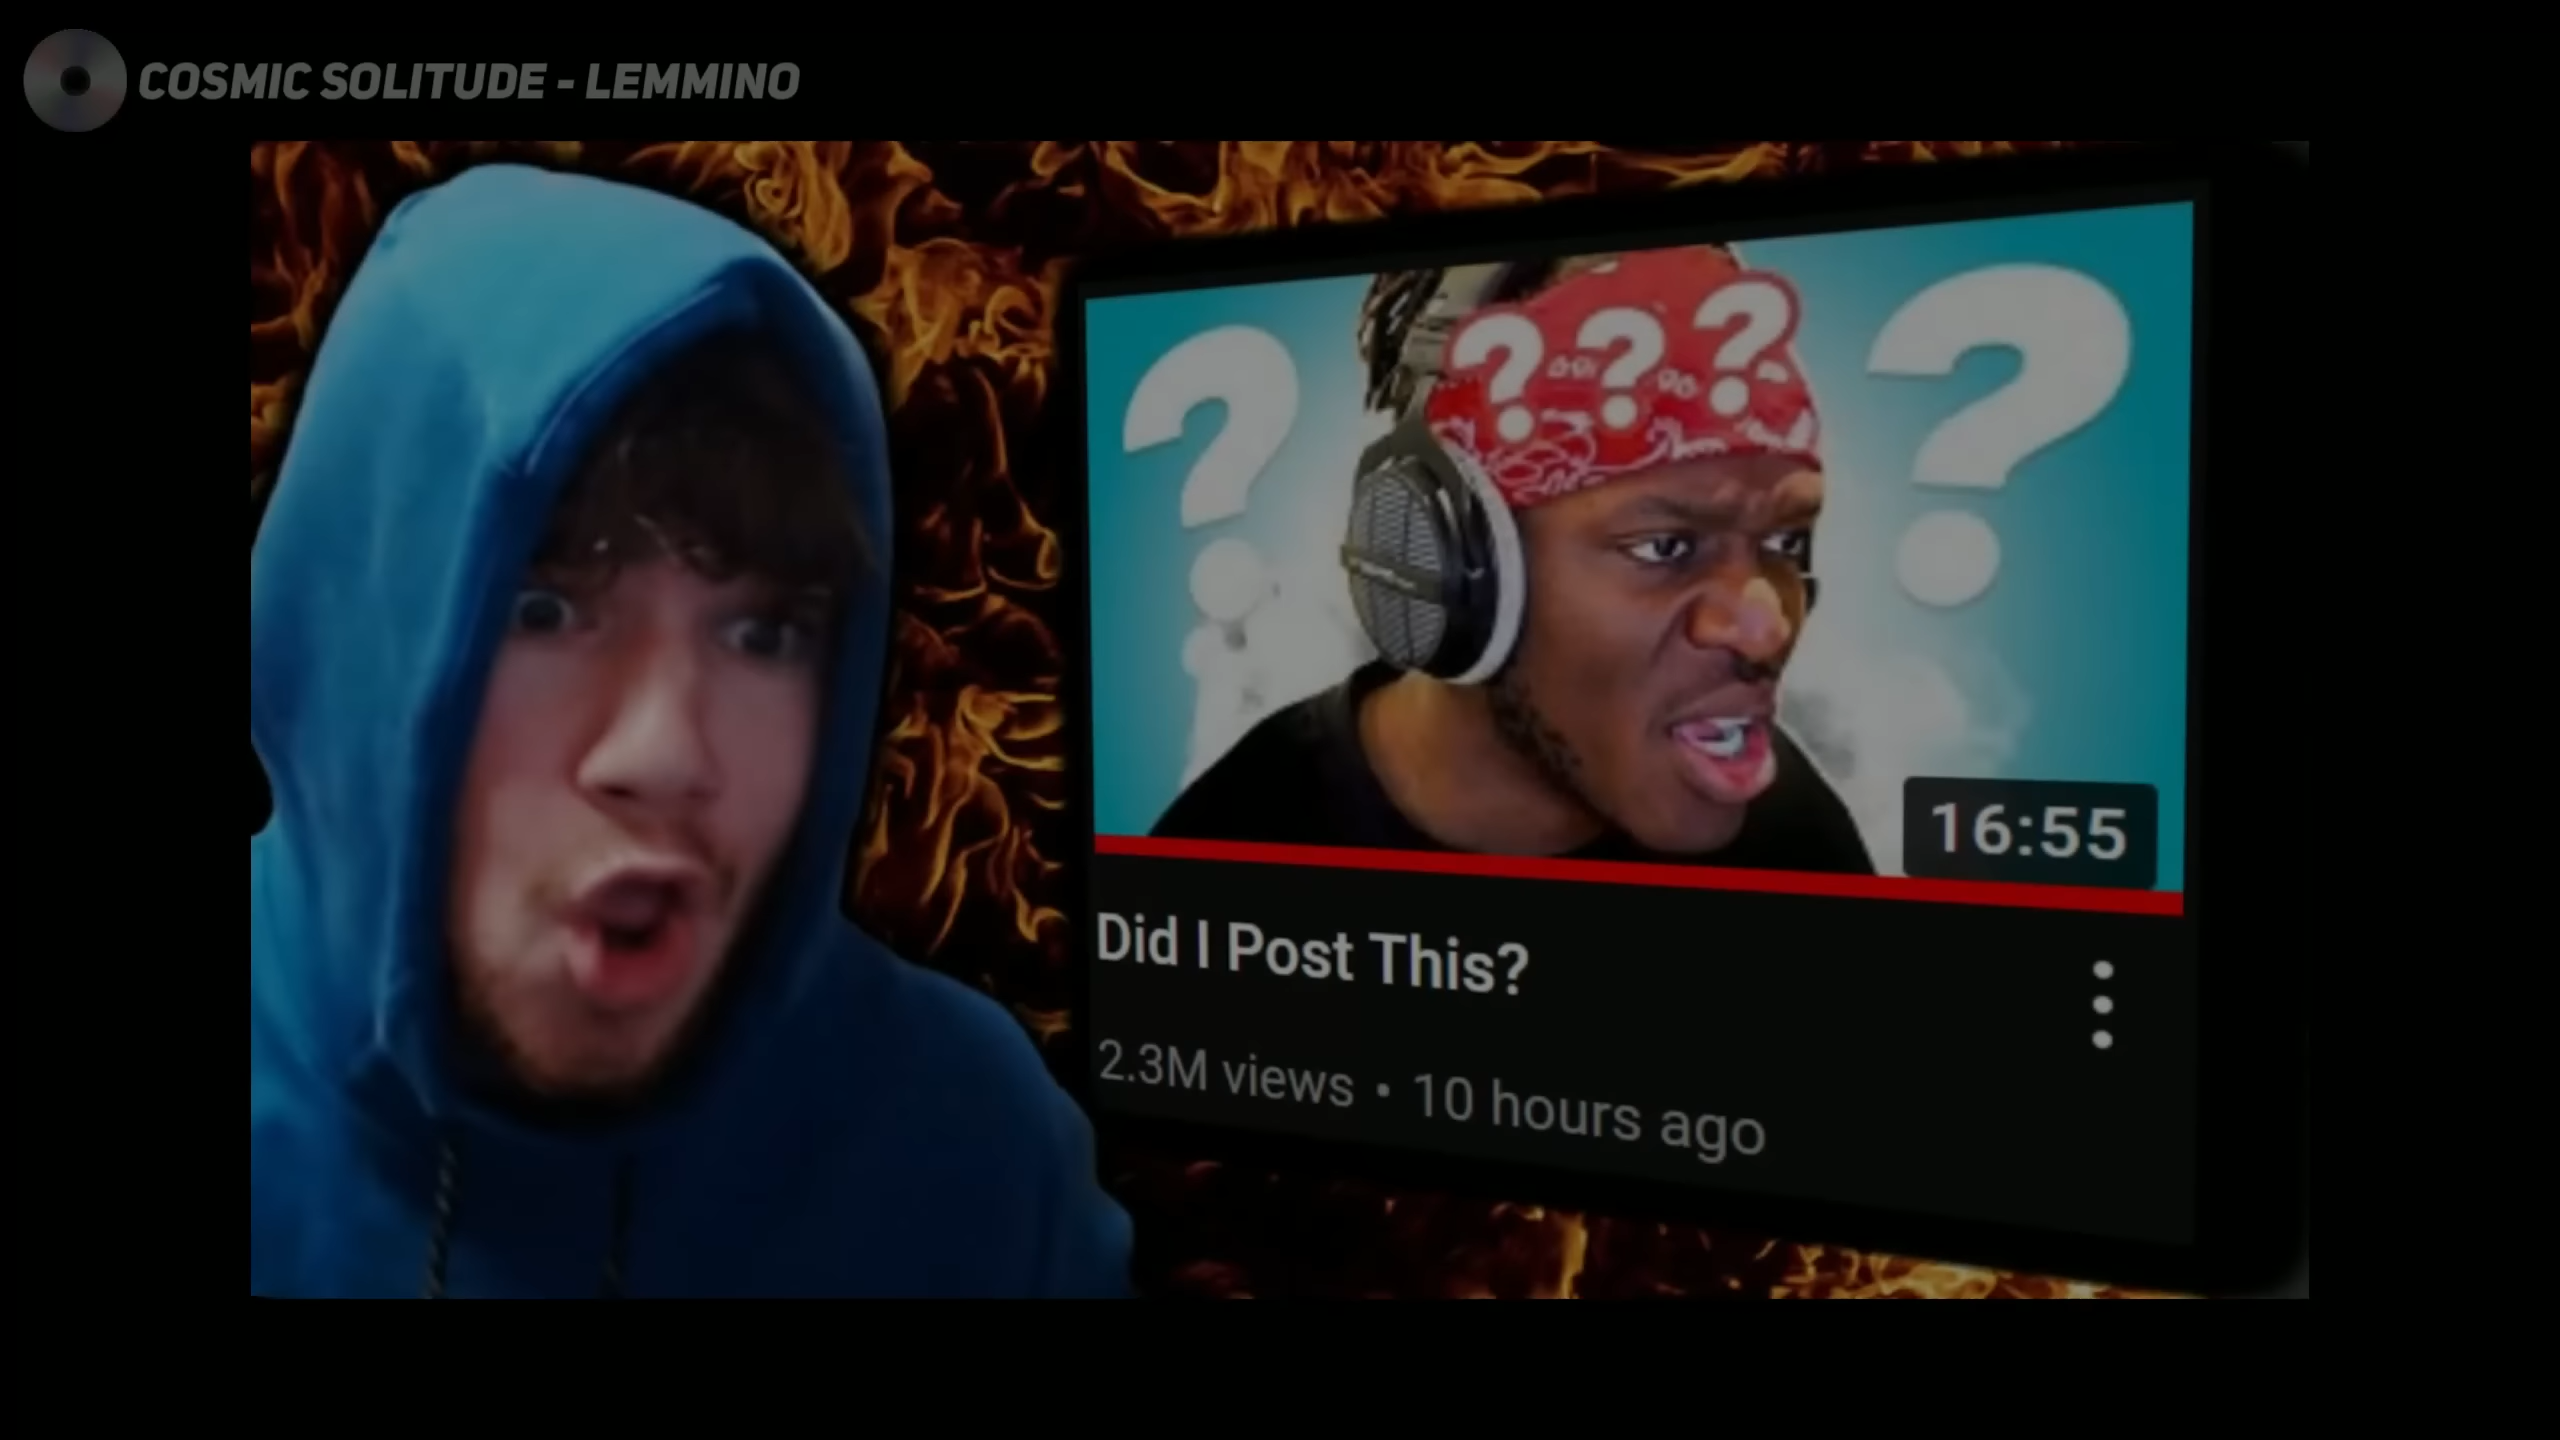 COSMIC SOLITUDE - LEMMINO
? ? ? ? ?
16:55
Did I Post This?
2.3M views • 10 hours ago